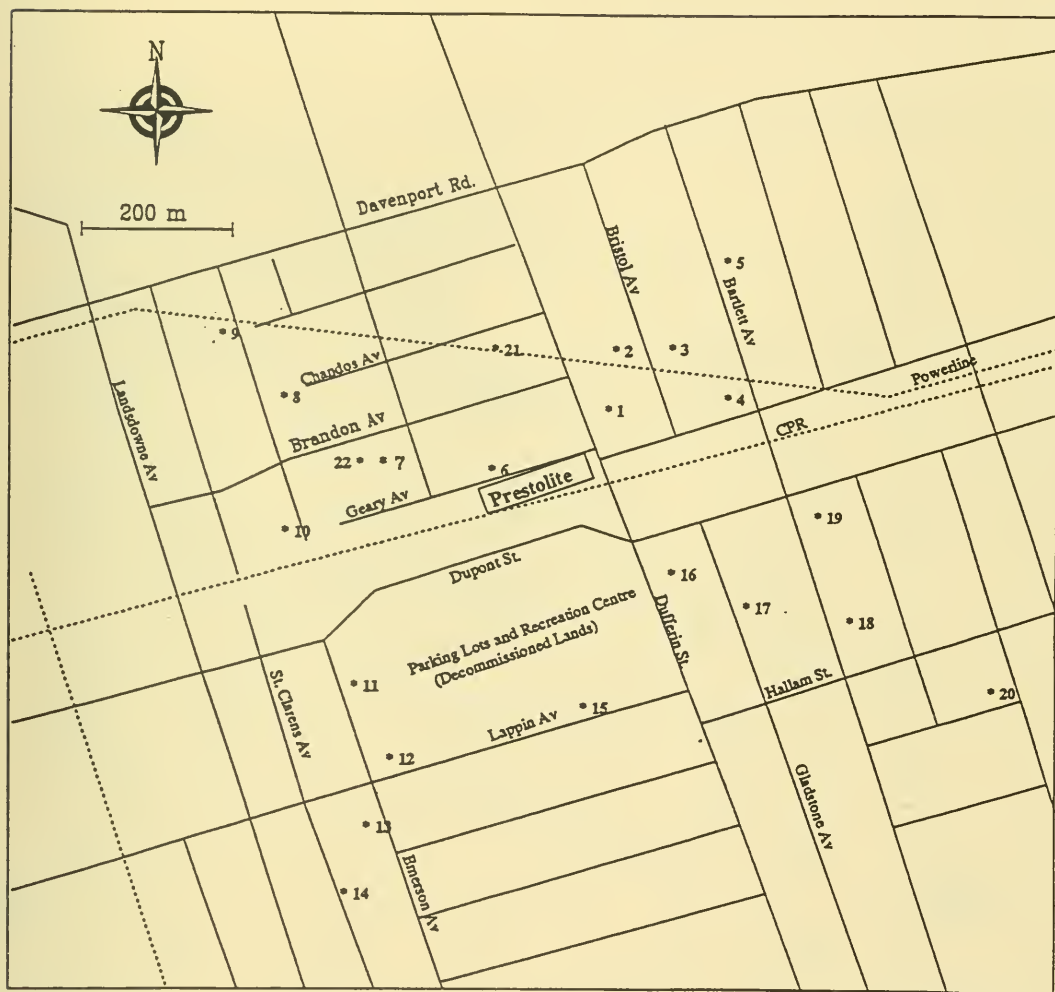 N
200 m
Davenport Rd.
Bristol Av
* 5
Bartlett Av
* 9
Chandos Av
* 21
* 2
* 3
Powerline
Landsdowne Av
* 8
* 4
* 1
Brandon Av
CPR
22 *
* 7
* 6
Prestolite
Geary Av
* 10
* 19
Dupont St.
* 16
Dufferin St.
* 17
* 18
Parking Lots and Recreation Centre
(Decommissioned Lands)
St. Clarens Av
* 11
Hallam St.
* 20
Lappin Av
* 15
* 12
Gladstone Av
* 13
Emerson Av
* 14